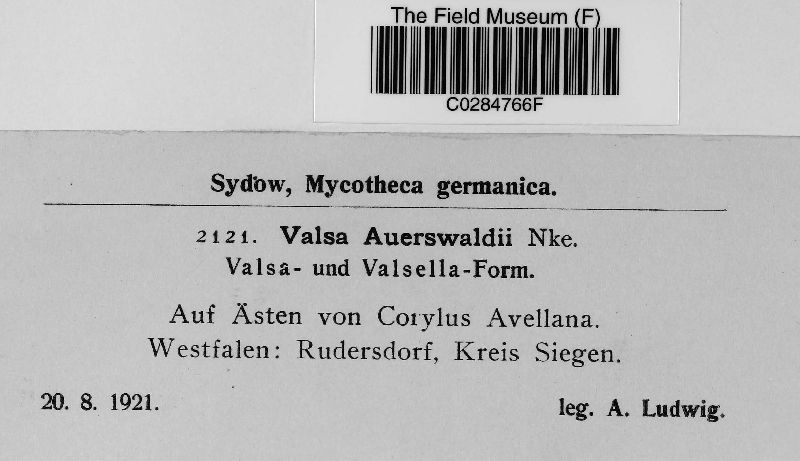 The Field Museum (F)
C0284766F
Sydow, Mycotheca germanica.
2121. Valsa Auerswaldii Nke.
Valsa- und Valsella-Form.
Auf Ästen von Corylus Avellana.
Westfalen: Rudersdorf, Kreis Siegen.
20. 8. 1921. leg. A. Ludwig.